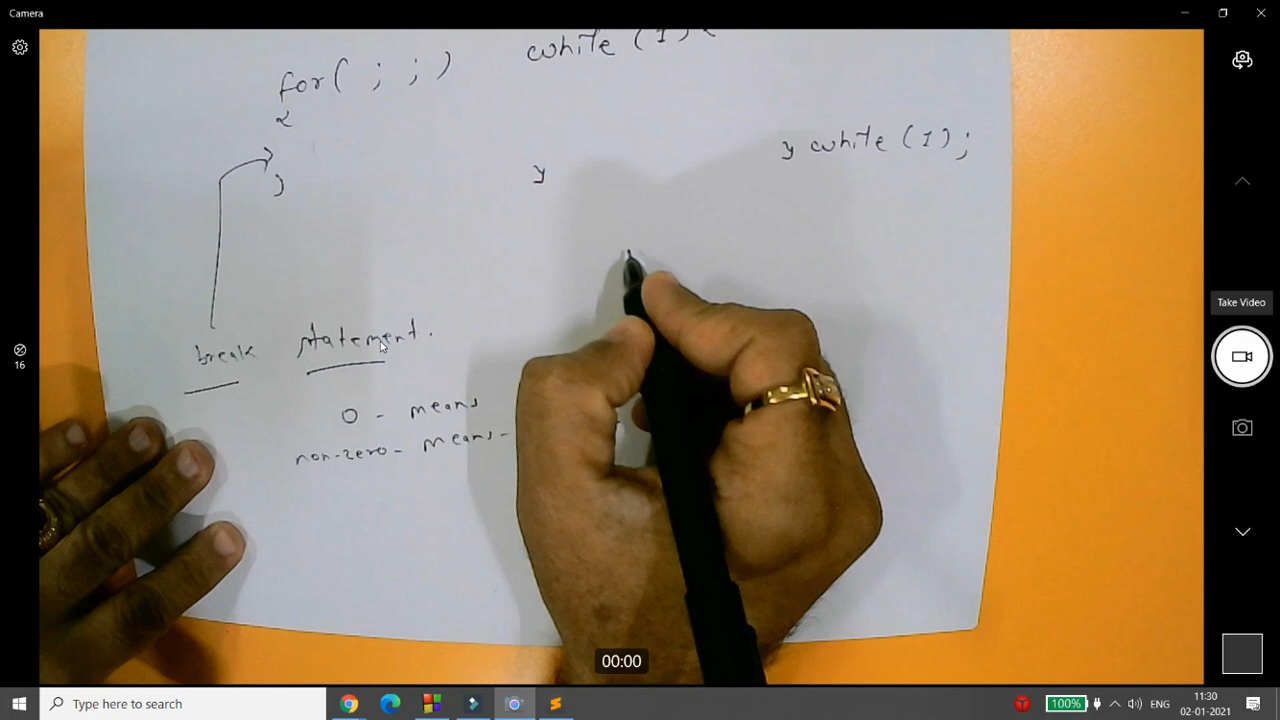 Camera
for( ; ; ) while (1) {
{
} } } while (1);
Take Video
16
break statement.
0 - means
non-zero - means -
00:00
Type here to search
100% ENG 11:30
02-01-2021